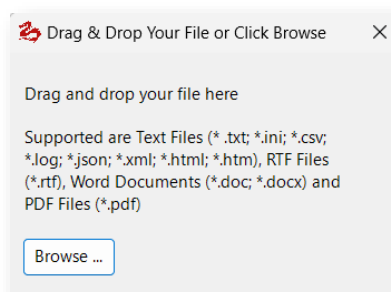 Drag & Drop Your File or Click Browse
Drag and drop your file here
Supported are Text Files (* .txt; *.ini; *.csv;
*.log; *.json; *.xml; *.html; *.htm), RTF Files
(*.rtf), Word Documents (*.doc; *.docx) and
PDF Files (*.pdf)
Browse ...